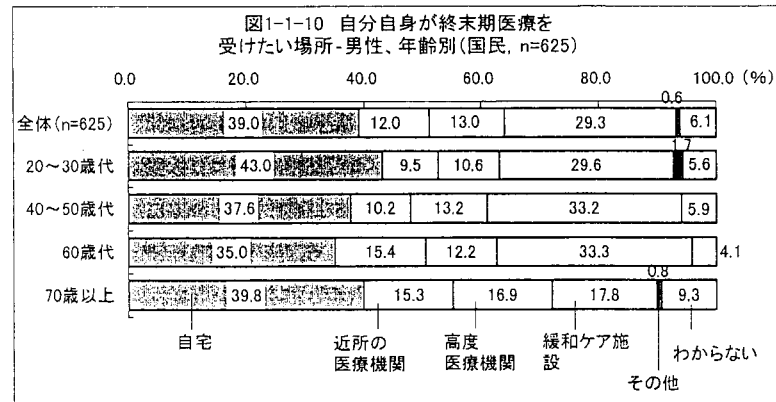 図1-1-10 自分自身が終末期医療を
受けたい場所-男性、年齢別(国民, n=625)
0.0 20.0 40.0 60.0 80.0 100.0 (%)
0.6
全体(n=625) 39.0 12.0 13.0 29.3 6.1
1.7
20～30歳代 43.0 9.5 10.6 29.6 5.6
40～50歳代 37.6 10.2 13.2 33.2 5.9
60歳代 35.0 15.4 12.2 33.3 4.1
0.8
70歳以上 39.8 15.3 16.9 17.8 9.3
自宅 近所の 高度 緩和ケア施 わからない
医療機関 医療機関 設
その他